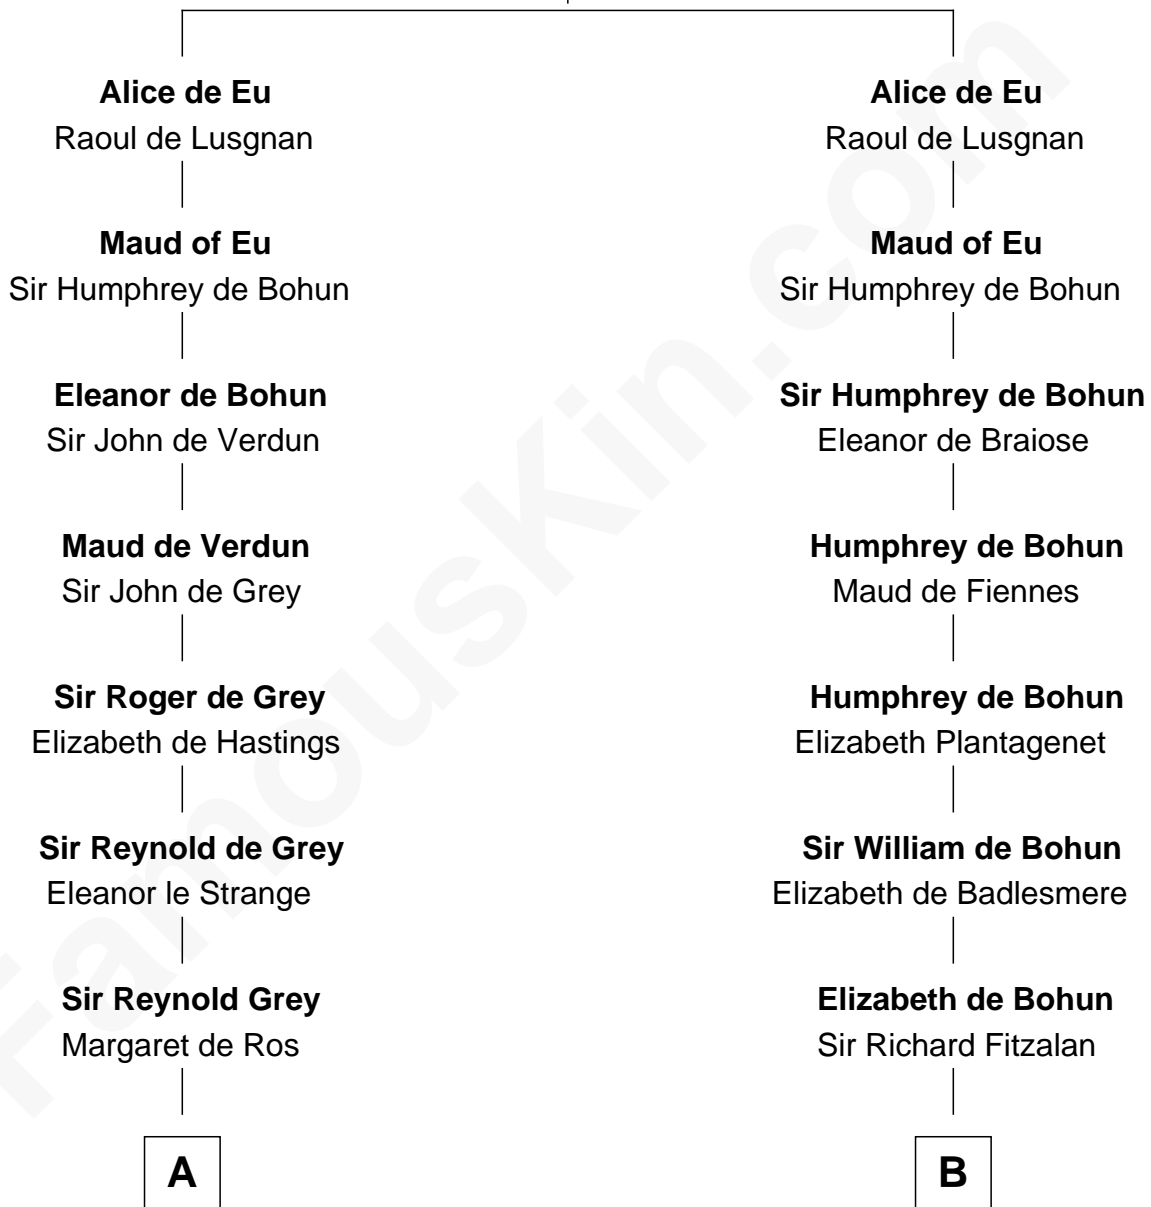 Alice de Eu
Raoul de Lusgnan
Maud of Eu
Sir Humphrey de Bohun
Eleanor de Bohun
Sir John de Verdun
Maud de Verdun
Sir John de Grey
Sir Roger de Grey
Elizabeth de Hastings
Sir Reynold de Grey
Eleanor le Strange
Sir Reynold Grey
Margaret de Ros
A
Alice de Eu
Raoul de Lusgnan
Maud of Eu
Sir Humphrey de Bohun
Sir Humphrey de Bohun
Eleanor de Braiose
Humphrey de Bohun
Maud de Fiennes
Humphrey de Bohun
Elizabeth Plantagenet
Sir William de Bohun
Elizabeth de Badlesmere
Elizabeth de Bohun
Sir Richard Fitzalan
B
FamousKin.com